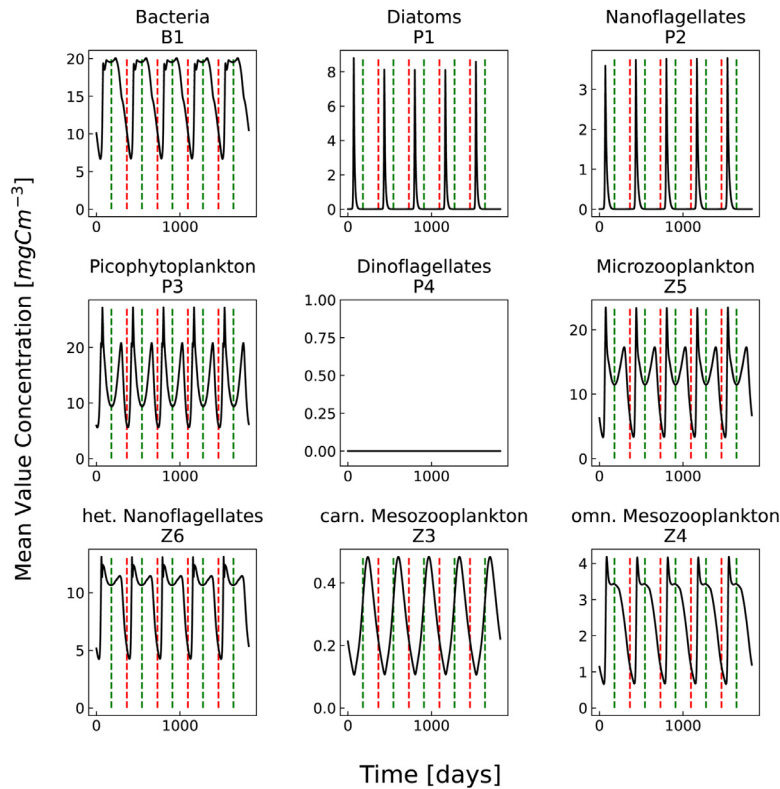 Bacteria
B1
20
15
10
5
0
0
1000
Diatoms
P1
8
6
4
2
0
0
1000
Nanoflagellates
P2
3
2
1
0
0
1000
Picophytoplankton
P3
20
10
0
0
1000
Dinoflagellates
P4
1.00
0.75
0.50
0.25
0.00
0
1000
Microzooplankton
Z5
20
10
0
0
1000
het. Nanoflagellates
Z6
10
5
0
0
1000
carn. Mesozooplankton
Z3
0.4
0.2
0.0
0
1000
omn. Mesozooplankton
Z4
4
3
2
1
0
0
1000
Mean Value Concentration [mgCm⁻³]
Time [days]